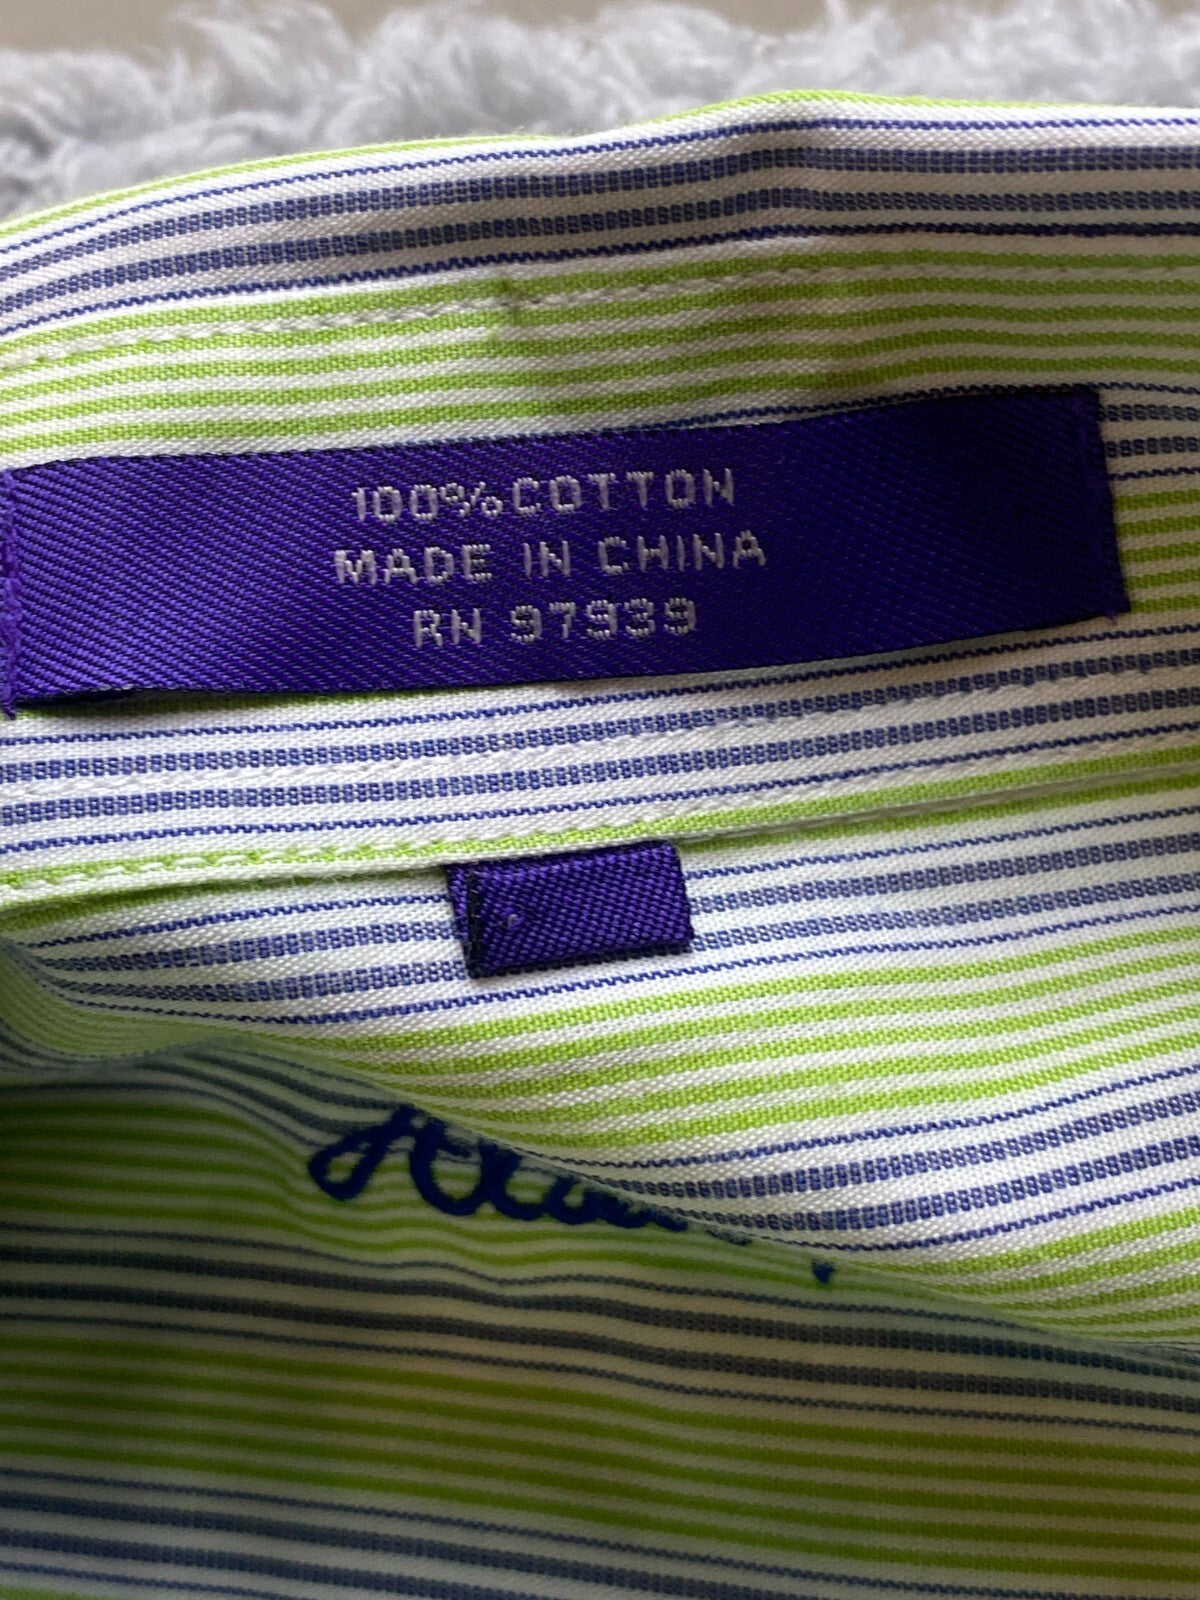 100% COTTON
MADE IN CHINA
RN 97939